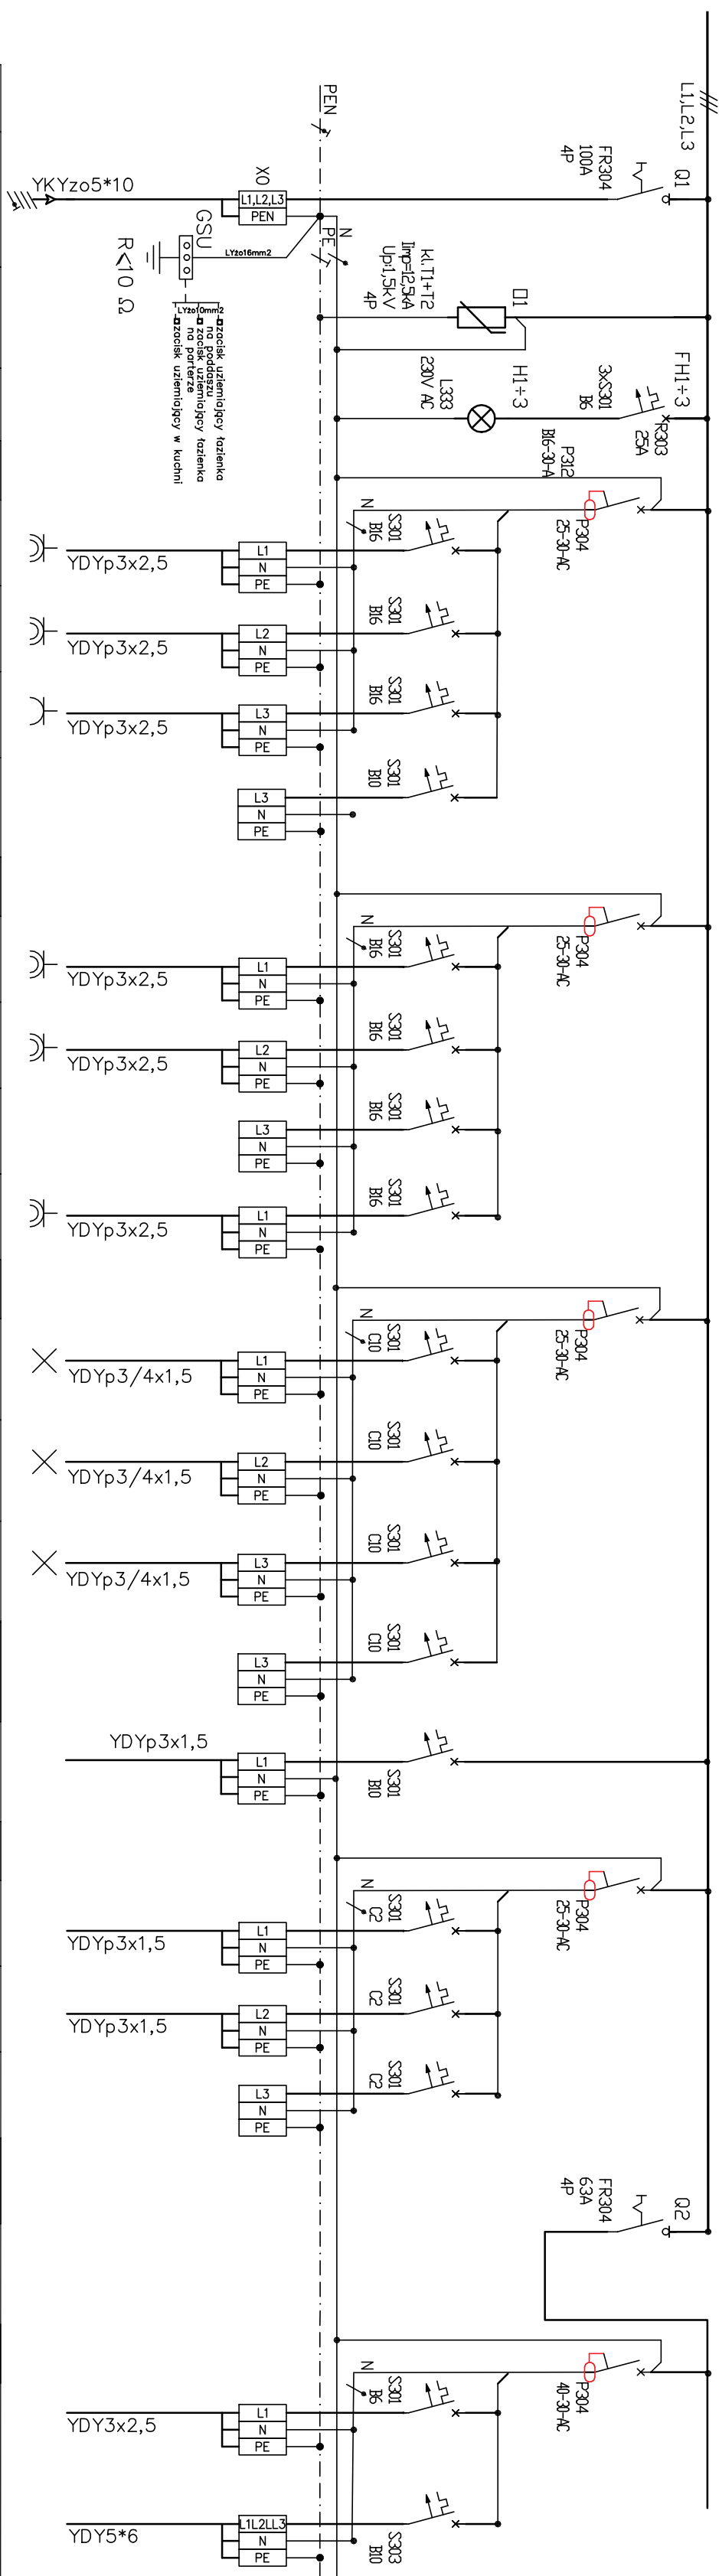 L1,L2,L3
PEN
Q1
FR304
100A
4P
X0
L1,L2,L3
PEN
YKYżo5*10
N
PE
GSU
LYżo16mm2
R<10 Ω
LYżo10mm2
zacisk uziemiający łazienka
na poddaszu
zacisk uziemiający łazienka
na parterze
zacisk uziemiający w kuchni
kl.T1+T2
Iimp=12,5kA
Up:1,5kV
4P
H1÷3
L333
230V AC
FH1÷3
3xS301
B6
R303
25A
P312
B16-30-A
P304
25-30-AC
N
S301
B16
L1
N
PE
YDYp3x2,5
S301
B16
L2
N
PE
YDYp3x2,5
S301
B16
L3
N
PE
YDYp3x2,5
S301
B10
L3
N
PE
P304
25-30-AC
N
S301
B16
L1
N
PE
YDYp3x2,5
S301
B16
L2
N
PE
YDYp3x2,5
S301
B16
L3
N
PE
S301
B16
L1
N
PE
YDYp3x2,5
P304
25-30-AC
N
S301
C10
L1
N
PE
YDYp3/4x1,5
S301
C10
L2
N
PE
YDYp3/4x1,5
S301
C10
L3
N
PE
YDYp3/4x1,5
S301
C10
L3
N
PE
S301
B10
L1
N
PE
YDYp3x1,5
P304
25-30-AC
N
S301
C2
L1
N
PE
YDYp3x1,5
S301
C2
L2
N
PE
YDYp3x1,5
S301
C2
L3
N
PE
Q2
FR304
63A
4P
P304
40-30-AC
N
S301
B6
L1
N
PE
YDY3x2,5
S303
B10
L1L2LL3
N
PE
YDY5*6